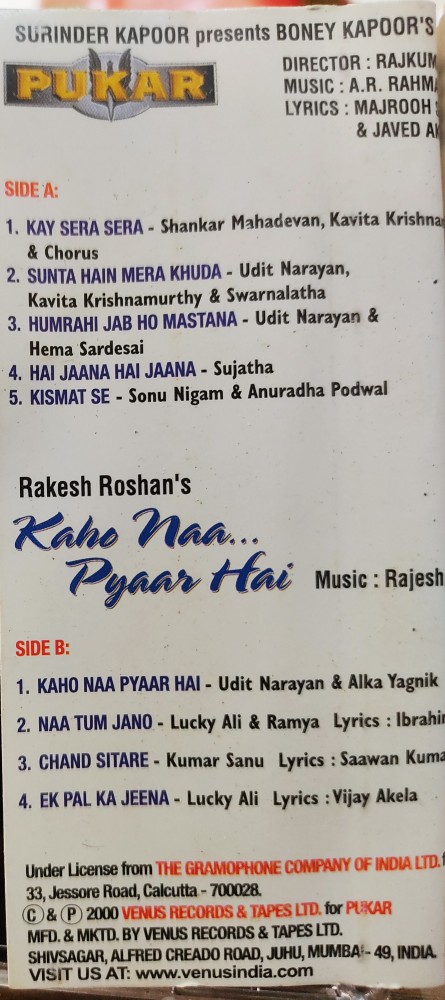 SURINDER KAPOOR presents BONEY KAPOOR'S
PUKAR
DIRECTOR : RAJKUM
MUSIC : A.R. RAHMA
LYRICS : MAJROOH
& JAVED AK
SIDE A:
1. KAY SERA SERA - Shankar Mahadevan, Kavita Krishna
& Chorus
2. SUNTA HAIN MERA KHUDA - Udit Narayan,
Kavita Krishnamurthy & Swarnalatha
3. HUMRAHI JAB HO MASTANA - Udit Narayan &
Hema Sardesai
4. HAI JAANA HAI JAANA - Sujatha
5. KISMAT SE - Sonu Nigam & Anuradha Podwal
Rakesh Roshan's
Kaho Naa...
Pyaar Hai
Music : Rajesh
SIDE B:
1. KAHO NAA PYAAR HAI - Udit Narayan & Alka Yagnik
2. NAA TUM JANO - Lucky Ali & Ramya Lyrics : Ibrahim
3. CHAND SITARE - Kumar Sanu Lyrics : Saawan Kuma
4. EK PAL KA JEENA - Lucky Ali Lyrics : Vijay Akela
Under License from THE GRAMOPHONE COMPANY OF INDIA LTD.
33, Jessore Road, Calcutta - 700028.
Ⓒ & Ⓟ 2000 VENUS RECORDS & TAPES LTD. for PUKAR
MFD. & MKTD. BY VENUS RECORDS & TAPES LTD.
SHIVSAGAR, ALFRED CREADO ROAD, JUHU, MUMBAI - 49, INDIA.
VISIT US AT: www.venusindia.com